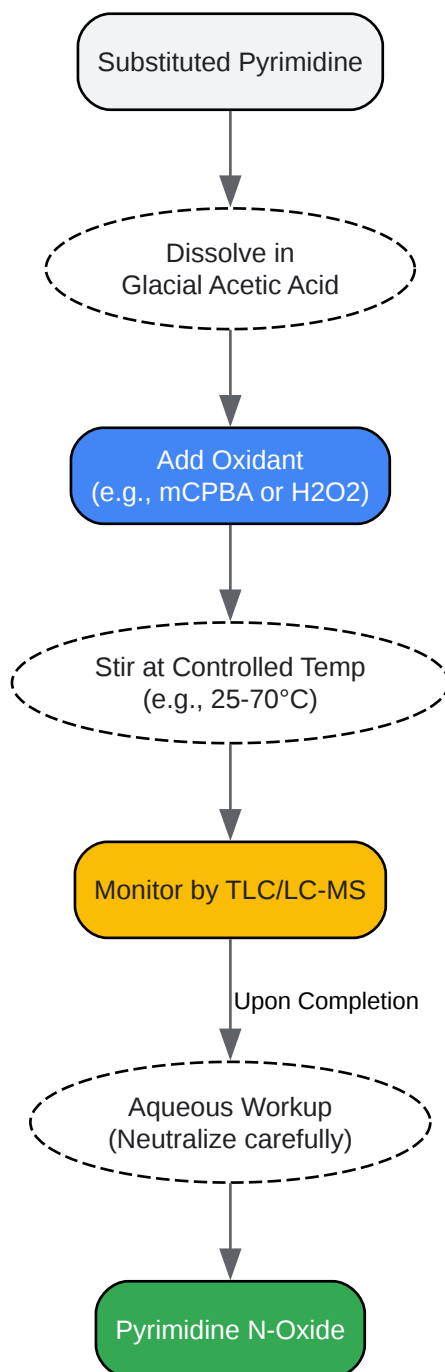 Substituted Pyrimidine
Dissolve in
Glacial Acetic Acid
Add Oxidant
(e.g., mCPBA or H2O2)
Stir at Controlled Temp
(e.g., 25-70°C)
Monitor by TLC/LC-MS
Upon Completion
Aqueous Workup
(Neutralize carefully)
Pyrimidine N-Oxide